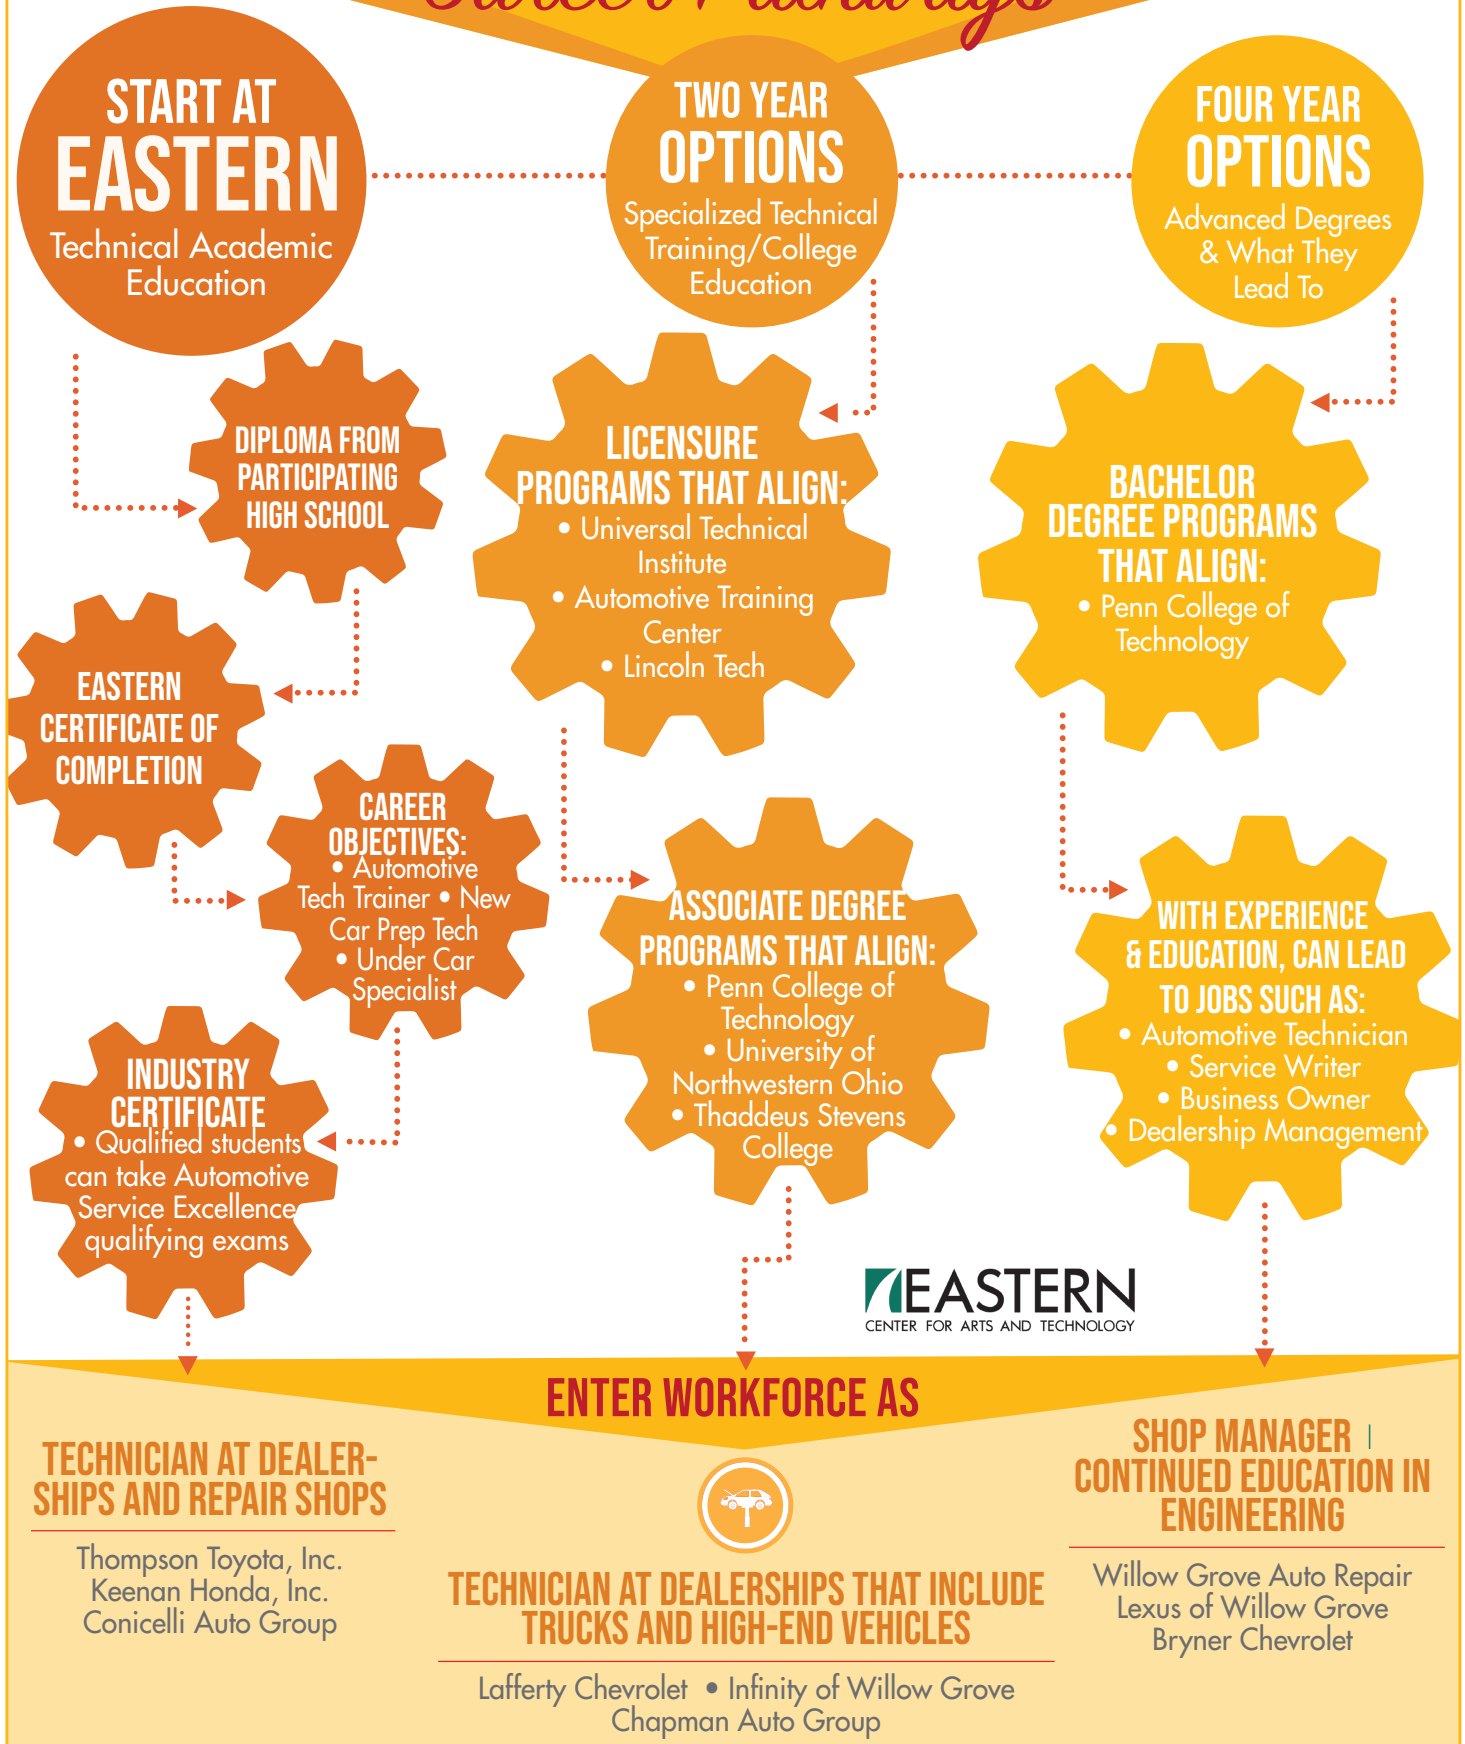 Career Pathways
START AT
EASTERN
Technical Academic
Education
TWO YEAR
OPTIONS
Specialized Technical
Training/College
Education
FOUR YEAR
OPTIONS
Advanced Degrees
& What They
Lead To
DIPLOMA FROM
PARTICIPATING
HIGH SCHOOL
EASTERN
CERTIFICATE OF
COMPLETION
CAREER
OBJECTIVES:
• Automotive
Tech Trainer • New
Car Prep Tech
• Under Car
Specialist
INDUSTRY
CERTIFICATE
• Qualified students
can take Automotive
Service Excellence
qualifying exams
LICENSURE
PROGRAMS THAT ALIGN:
• Universal Technical
Institute
• Automotive Training
Center
• Lincoln Tech
ASSOCIATE DEGREE
PROGRAMS THAT ALIGN:
• Penn College of
Technology
• University of
Northwestern Ohio
• Thaddeus Stevens
College
BACHELOR
DEGREE PROGRAMS
THAT ALIGN:
• Penn College of
Technology
WITH EXPERIENCE
& EDUCATION, CAN LEAD
TO JOBS SUCH AS:
• Automotive Technician
• Service Writer
• Business Owner
• Dealership Management
EASTERN
CENTER FOR ARTS AND TECHNOLOGY
ENTER WORKFORCE AS
TECHNICIAN AT DEALER-
SHIPS AND REPAIR SHOPS
Thompson Toyota, Inc.
Keenan Honda, Inc.
Conicelli Auto Group
TECHNICIAN AT DEALERSHIPS THAT INCLUDE
TRUCKS AND HIGH-END VEHICLES
Lafferty Chevrolet • Infinity of Willow Grove
Chapman Auto Group
SHOP MANAGER |
CONTINUED EDUCATION IN
ENGINEERING
Willow Grove Auto Repair
Lexus of Willow Grove
Bryner Chevrolet